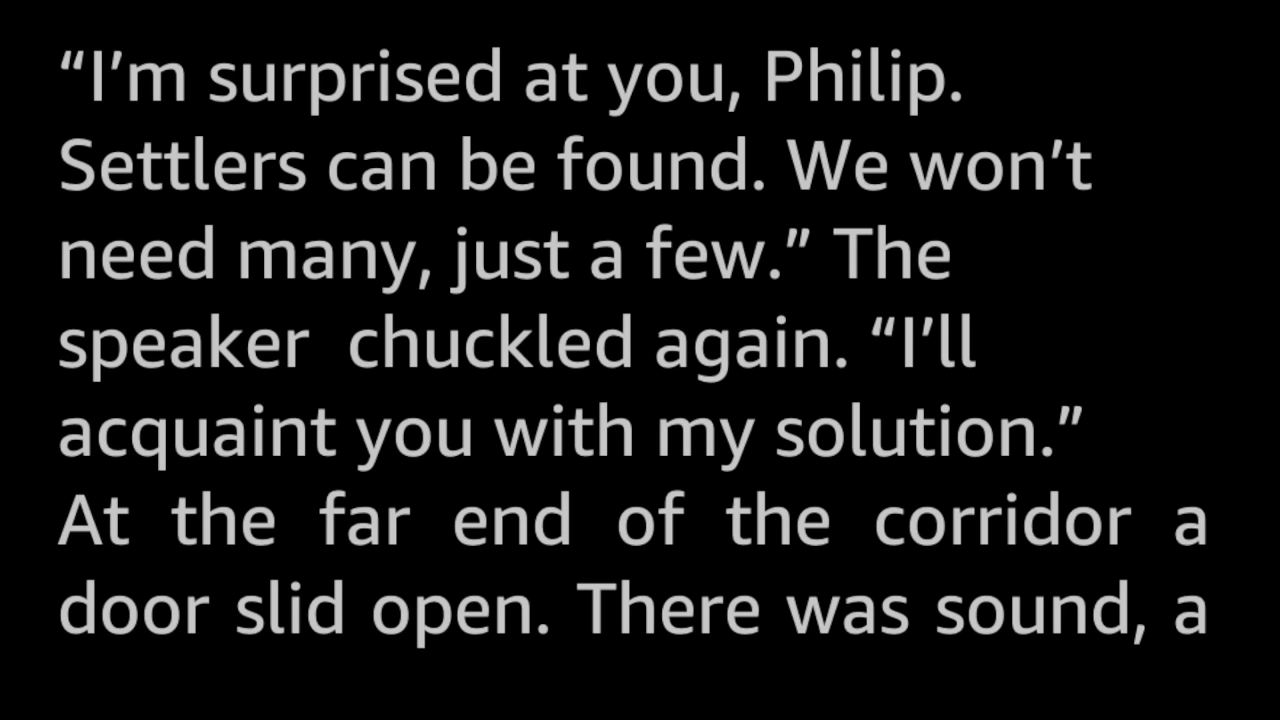 “I’m surprised at you, Philip.
Settlers can be found. We won’t
need many, just a few.” The
speaker  chuckled again. “I’ll
acquaint you with my solution.”
At the far end of the corridor a
door slid open. There was sound, a